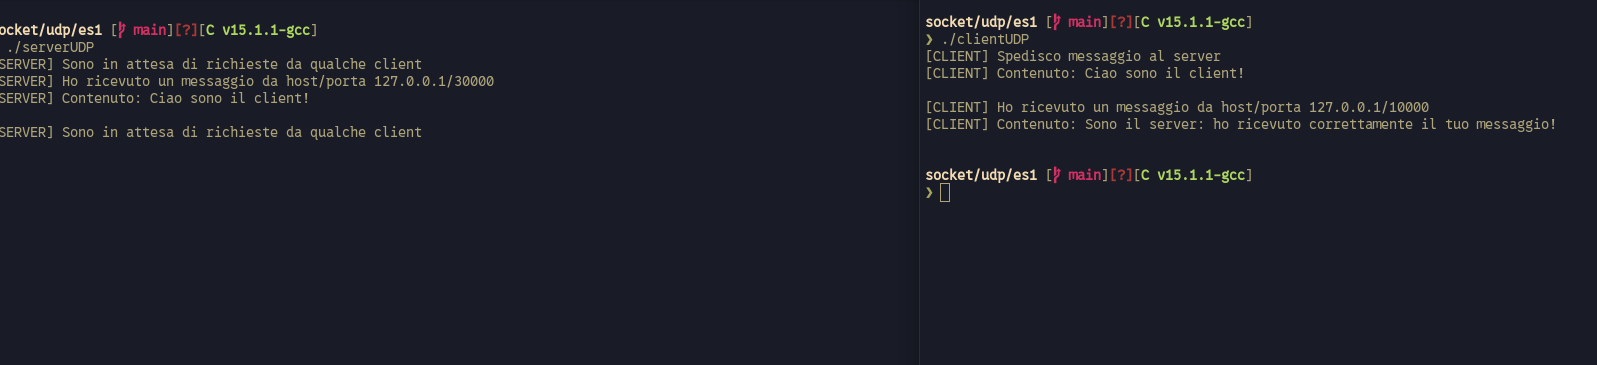 ocket/udp/es1 [ main][?][C v15.1.1-gcc]
./serverUDP
SERVER] Sono in attesa di richieste da qualche client
SERVER] Ho ricevuto un messaggio da host/porta 127.0.0.1/30000
SERVER] Contenuto: Ciao sono il client!
SERVER] Sono in attesa di richieste da qualche client
socket/udp/es1 [ main][?][C v15.1.1-gcc]
❯ ./clientUDP
[CLIENT] Spedisco messaggio al server
[CLIENT] Contenuto: Ciao sono il client!
[CLIENT] Ho ricevuto un messaggio da host/porta 127.0.0.1/10000
[CLIENT] Contenuto: Sono il server: ho ricevuto correttamente il tuo messaggio!
socket/udp/es1 [ main][?][C v15.1.1-gcc]
❯